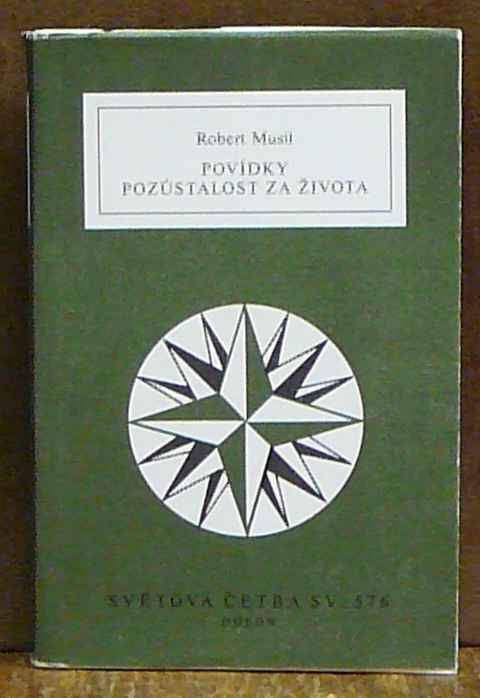 Robert Musil
POVÍDKY
POZŮSTALOST ZA ŽIVOTA
SVĚTOVÁ ČETBA SV. 576
ODEON